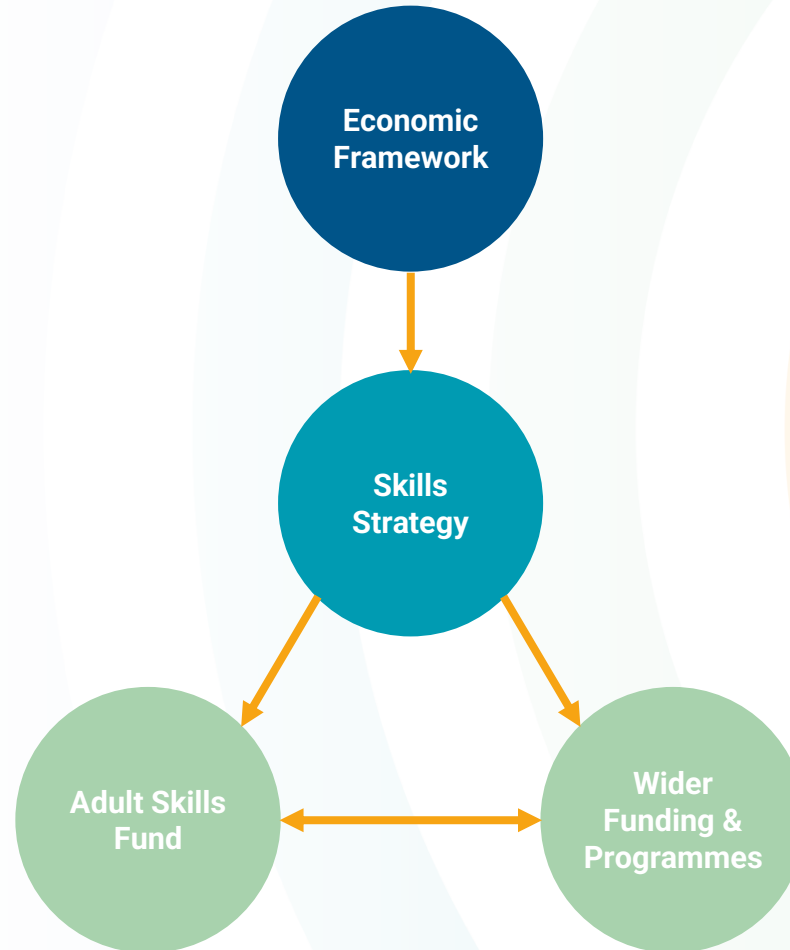 Economic
Framework
Skills
Strategy
Adult Skills
Fund
Wider
Funding &
Programmes